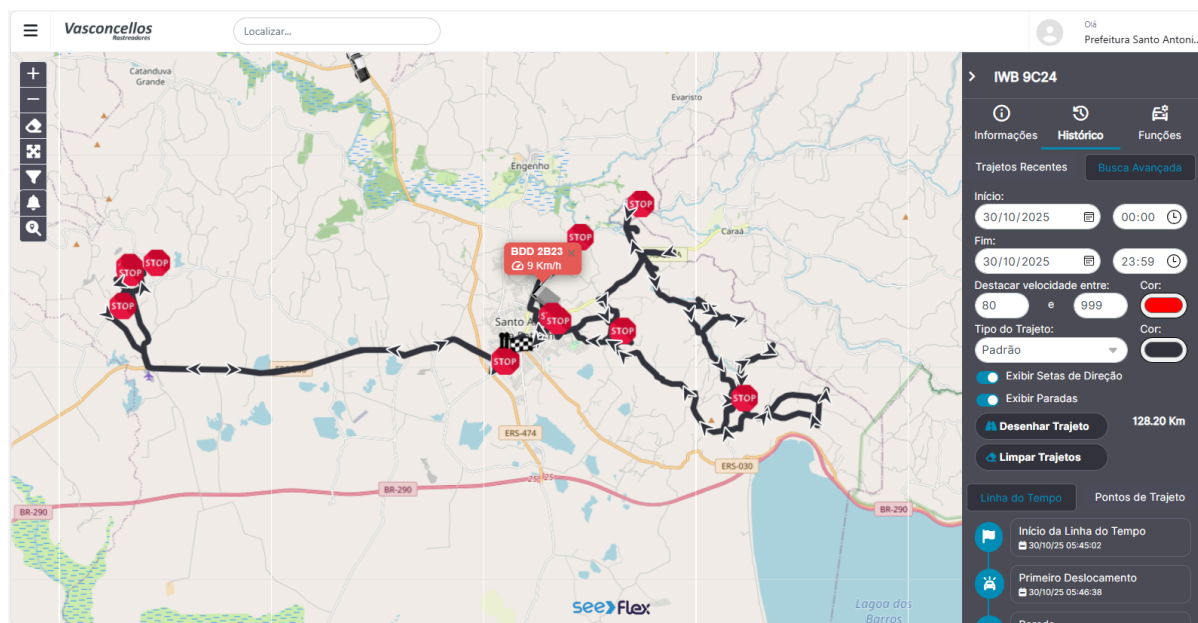 Vasconcellos
Rastreadores
Localizar...
Olá
Prefeitura Santo Antoni...
Catanduva
Grande
Evaristo
Engenho
Caraá
STOP
STOP
BDD 2B23
9 Km/h
STOP
STOP
STOP
STOP
STOP
Santo A
STOP
STOP
STOP
ERS-474
ERS-030
BR-290
BR-290
BR-290
Lagoa dos
Barros
see Flex
IWB 9C24
Informações
Histórico
Funções
Trajetos Recentes
Busca Avançada
Início:
30/10/2025
00:00
Fim:
30/10/2025
23:59
Destacar velocidade entre:
Cor:
80
e
999
Tipo do Trajeto:
Cor:
Padrão
Exibir Setas de Direção
Exibir Paradas
Desenhar Trajeto
128.20 Km
Limpar Trajetos
Linha do Tempo
Pontos de Trajeto
Início da Linha do Tempo
30/10/25 05:45:02
Primeiro Deslocamento
30/10/25 05:46:38
Parada